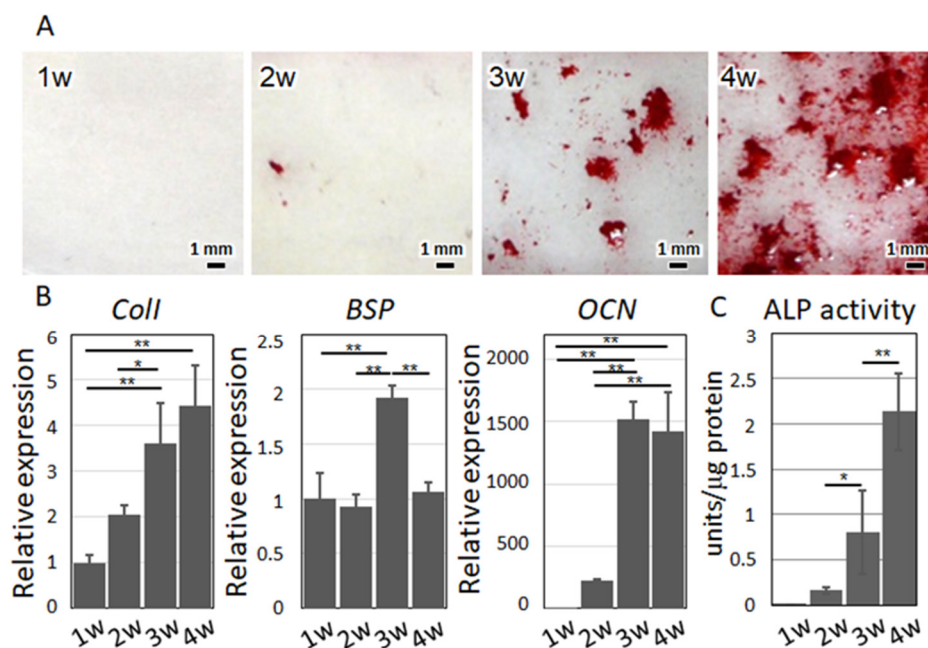 A
1w
2w
3w
4w
1 mm
1 mm
1 mm
1 mm
B
ColI
BSP
OCN
C
ALP activity
Relative expression
6
5
4
3
2
1
0
**
*
**
1w
2w
3w
4w
Relative expression
2.5
2
1.5
1
0.5
0
**
**
**
1w
2w
3w
4w
Relative expression
2000
1500
1000
500
0
**
**
**
**
1w
2w
3w
4w
units/μg protein
3
2.5
2
1.5
1
0.5
0
**
*
1w
2w
3w
4w